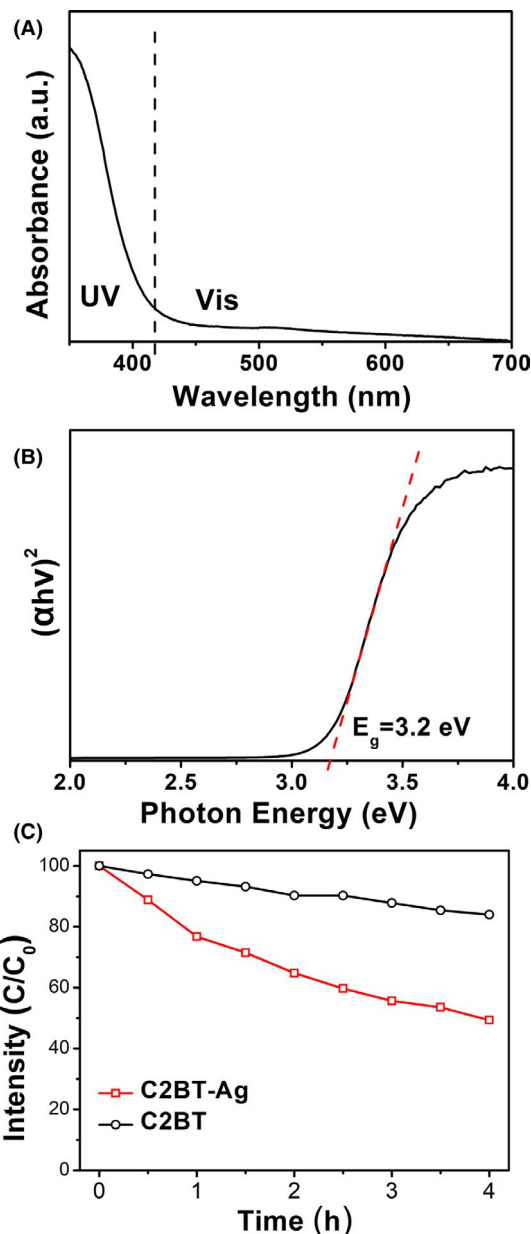 (A)
Absorbance (a.u.)
UV
Vis
400 500 600 700
Wavelength (nm)
(B)
(αhν)²
E_g=3.2 eV
2.0 2.5 3.0 3.5 4.0
Photon Energy (eV)
(C)
Intensity (C/C₀)
100
80
60
40
20
0
C2BT-Ag
C2BT
0 1 2 3 4
Time (h)